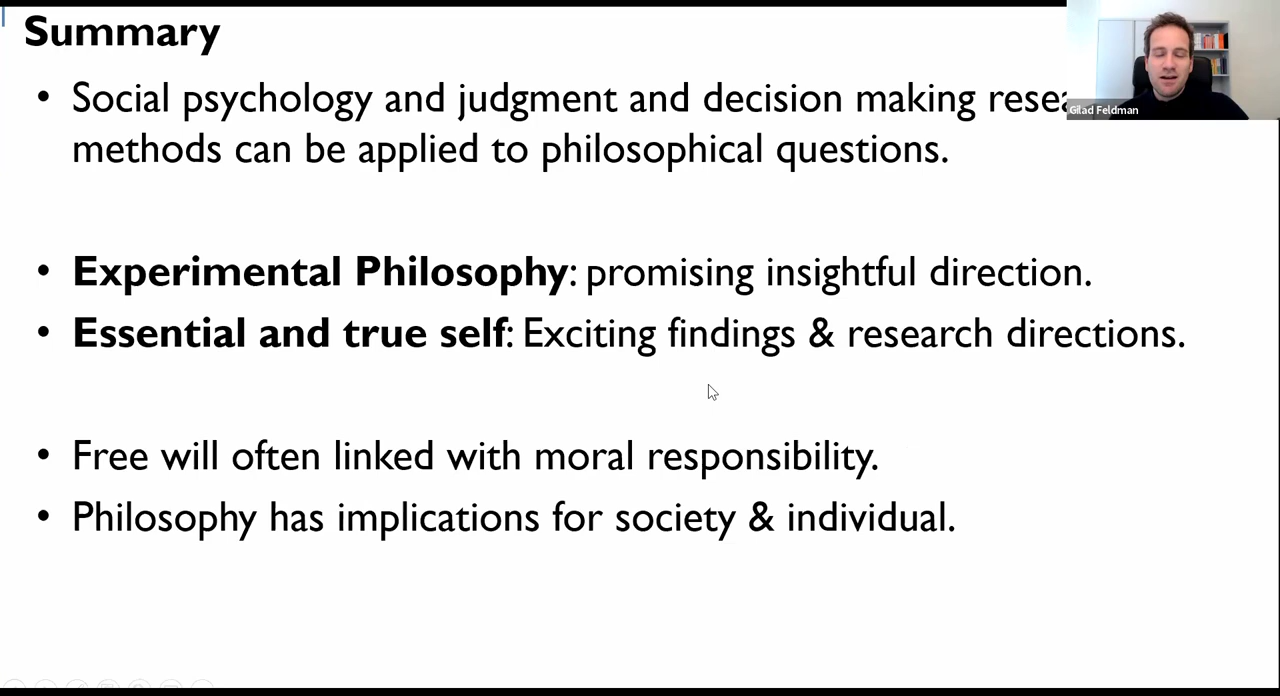 Summary
• Social psychology and judgment and decision making
methods can be applied to philosophical questions.
• Experimental Philosophy: promising insightful direction.
• Essential and true self: Exciting findings & research directions.
• Free will often linked with moral responsibility.
• Philosophy has implications for society & individual.
Gilad Feldman